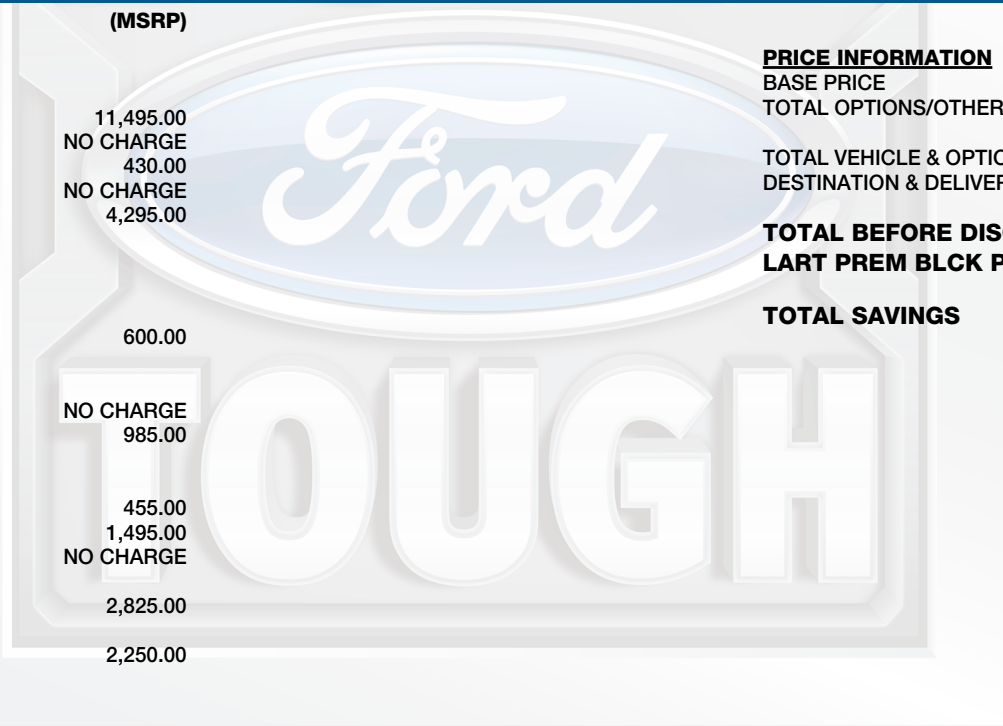 (MSRP)
11,495.00
NO CHARGE
430.00
NO CHARGE
4,295.00
600.00
NO CHARGE
985.00
455.00
1,495.00
NO CHARGE
2,825.00
2,250.00
PRICE INFORMATION
BASE PRICE
TOTAL OPTIONS/OTHER
TOTAL VEHICLE & OPTIO
DESTINATION & DELIVER
TOTAL BEFORE DIS
LART PREM BLCK P
TOTAL SAVINGS
Ford
TOUGH